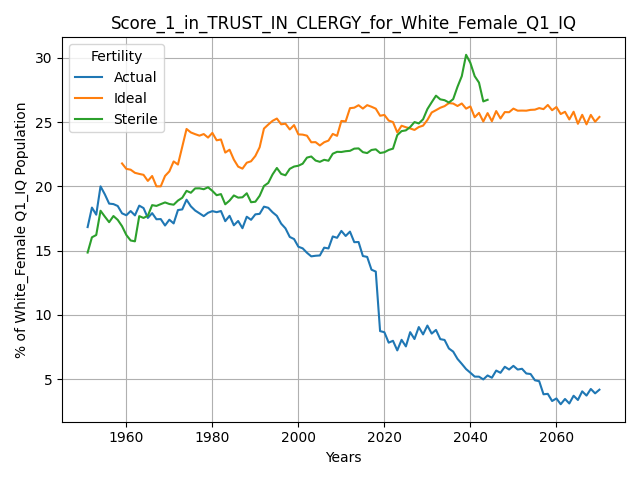 Score_1_in_TRUST_IN_CLERGY_for_White_Female_Q1_IQ
Fertility
Actual
Ideal
Sterile
% of White_Female Q1_IQ Population
30
25
20
15
10
5
1960 1980 2000 2020 2040 2060
Years